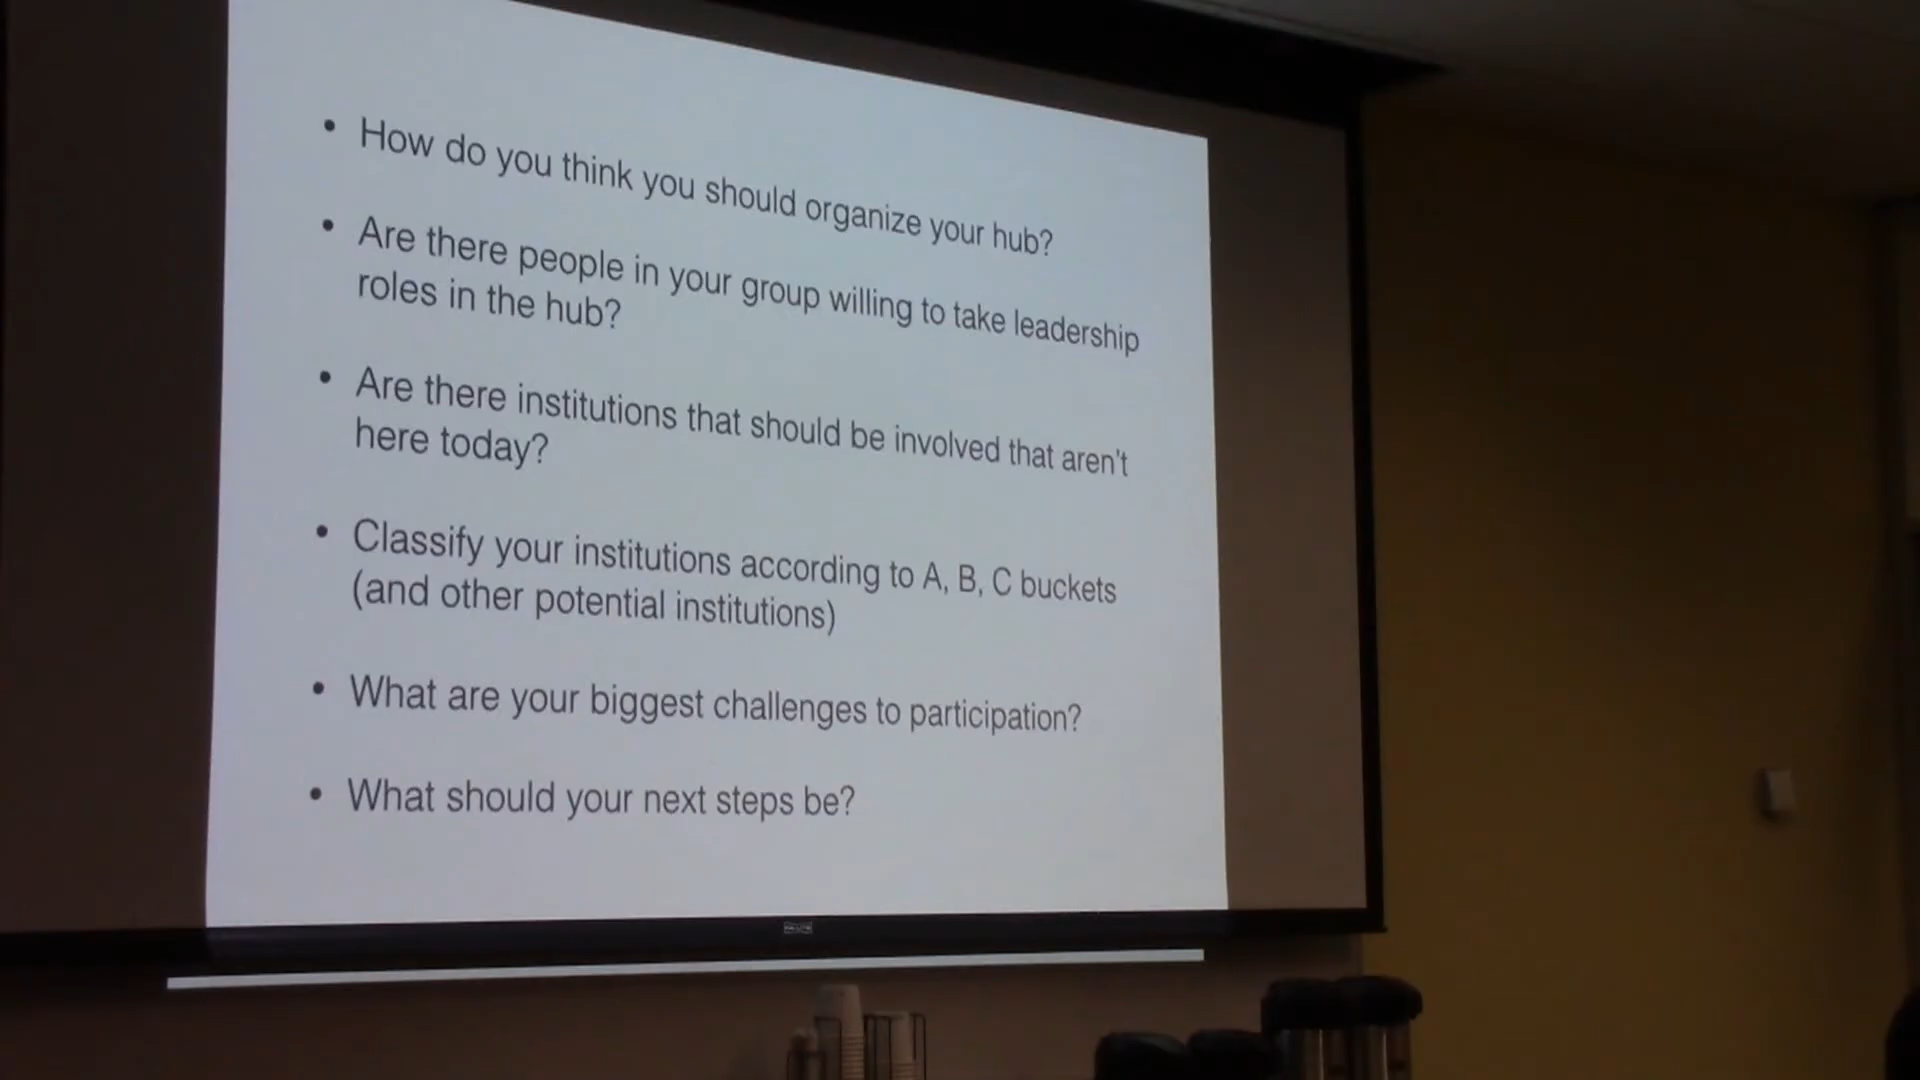 • How do you think you should organize your hub?
• Are there people in your group willing to take leadership
roles in the hub?
• Are there institutions that should be involved that aren't
here today?
• Classify your institutions according to A, B, C buckets
(and other potential institutions)
• What are your biggest challenges to participation?
• What should your next steps be?